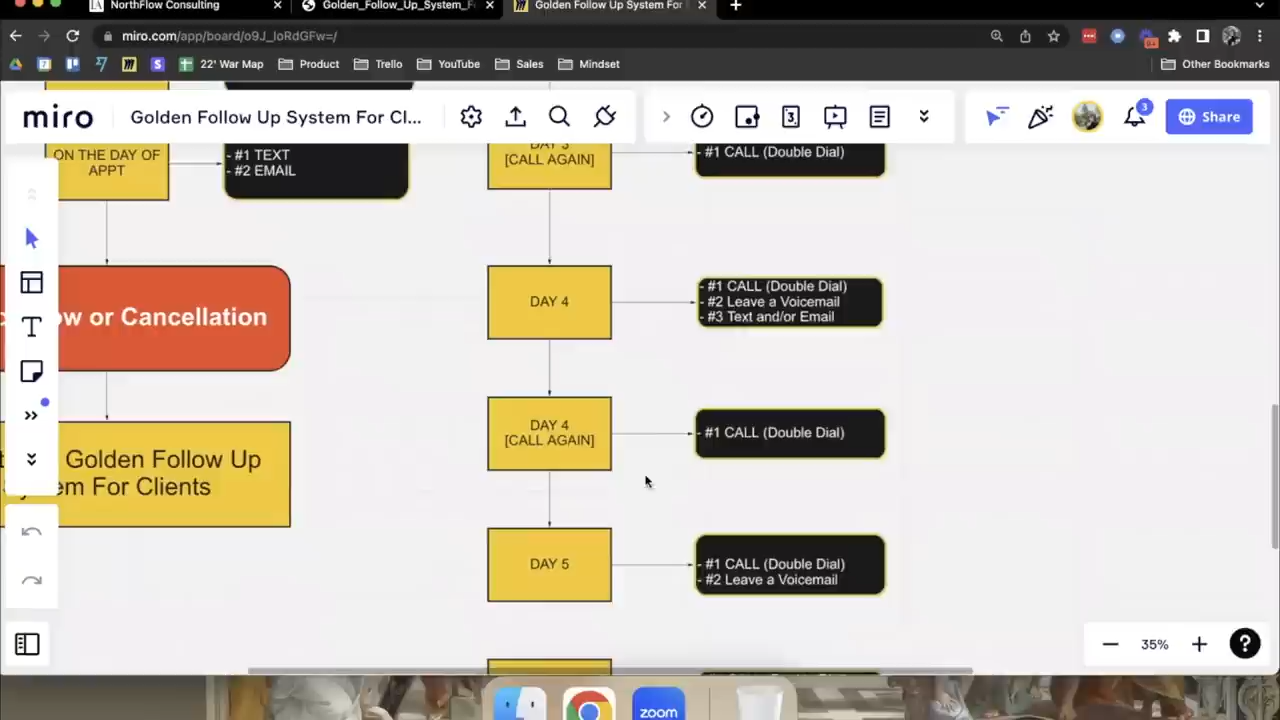 NorthFlow Consulting
Golden_Follow_Up_System_F
Golden Follow Up System For
miro.com/app/board/o9J_loRdGFw=/
22' War Map
Product
Trello
YouTube
Sales
Mindset
Other Bookmarks
miro
Golden Follow Up System For Cl...
3
3
Share
ON THE DAY OF
APPT
- #1 TEXT
- #2 EMAIL
DAY 3
[CALL AGAIN]
- #1 CALL (Double Dial)
ow or Cancellation
DAY 4
- #1 CALL (Double Dial)
- #2 Leave a Voicemail
- #3 Text and/or Email
Golden Follow Up
em For Clients
DAY 4
[CALL AGAIN]
- #1 CALL (Double Dial)
DAY 5
- #1 CALL (Double Dial)
- #2 Leave a Voicemail
35%
zoom